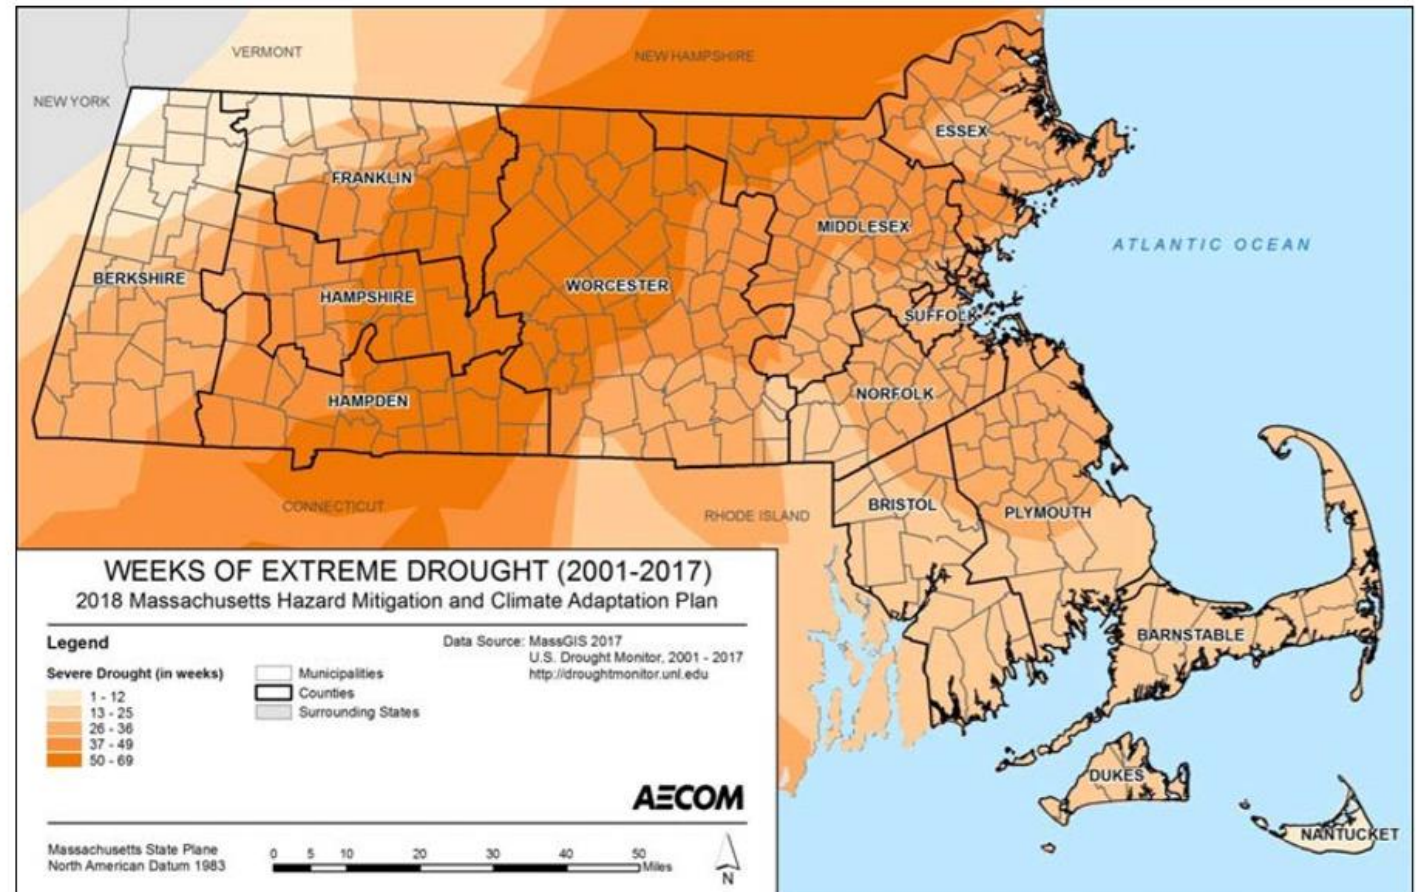 VERMONT
NEW HAMPSHIRE
NEW YORK
ESSEX
FRANKLIN
MIDDLESEX
ATLANTIC OCEAN
BERKSHIRE
HAMPSHIRE
WORCESTER
SUFFOLK
HAMPDEN
NORFOLK
CONNECTICUT
RHODE ISLAND
BRISTOL
PLYMOUTH
BARNSTABLE
DUKES
NANTUCKET
WEEKS OF EXTREME DROUGHT (2001-2017)
2018 Massachusetts Hazard Mitigation and Climate Adaptation Plan
Legend
Severe Drought (in weeks)
1 - 12
13 - 25
26 - 36
37 - 49
50 - 69
Municipalities
Counties
Surrounding States
Data Source: MassGIS 2017
U.S. Drought Monitor, 2001 - 2017
http://droughtmonitor.unl.edu
AECOM
Massachusetts State Plane
North American Datum 1983
0 5 10 20 30 40 50 Miles
N